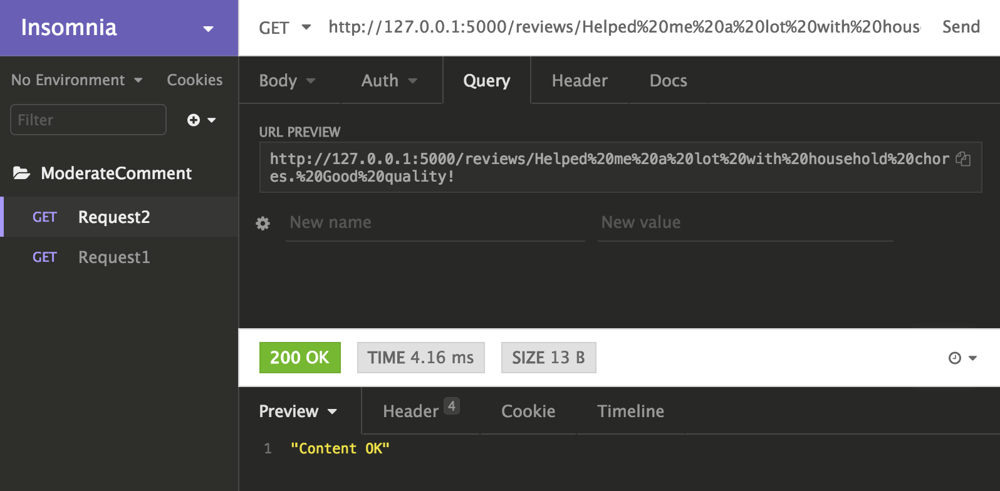 Insomnia
GET http://127.0.0.1:5000/reviews/Helped%20me%20a%20lot%20with%20hous Send
No Environment Cookies
Filter
ModerateComment
GET Request2
GET Request1
Body Auth Query Header Docs
URL PREVIEW
http://127.0.0.1:5000/reviews/Helped%20me%20a%20lot%20with%20household%20chor
es.%20Good%20quality!
New name New value
200 OK TIME 4.16 ms SIZE 13 B
Preview Header 4 Cookie Timeline
1 "Content OK"